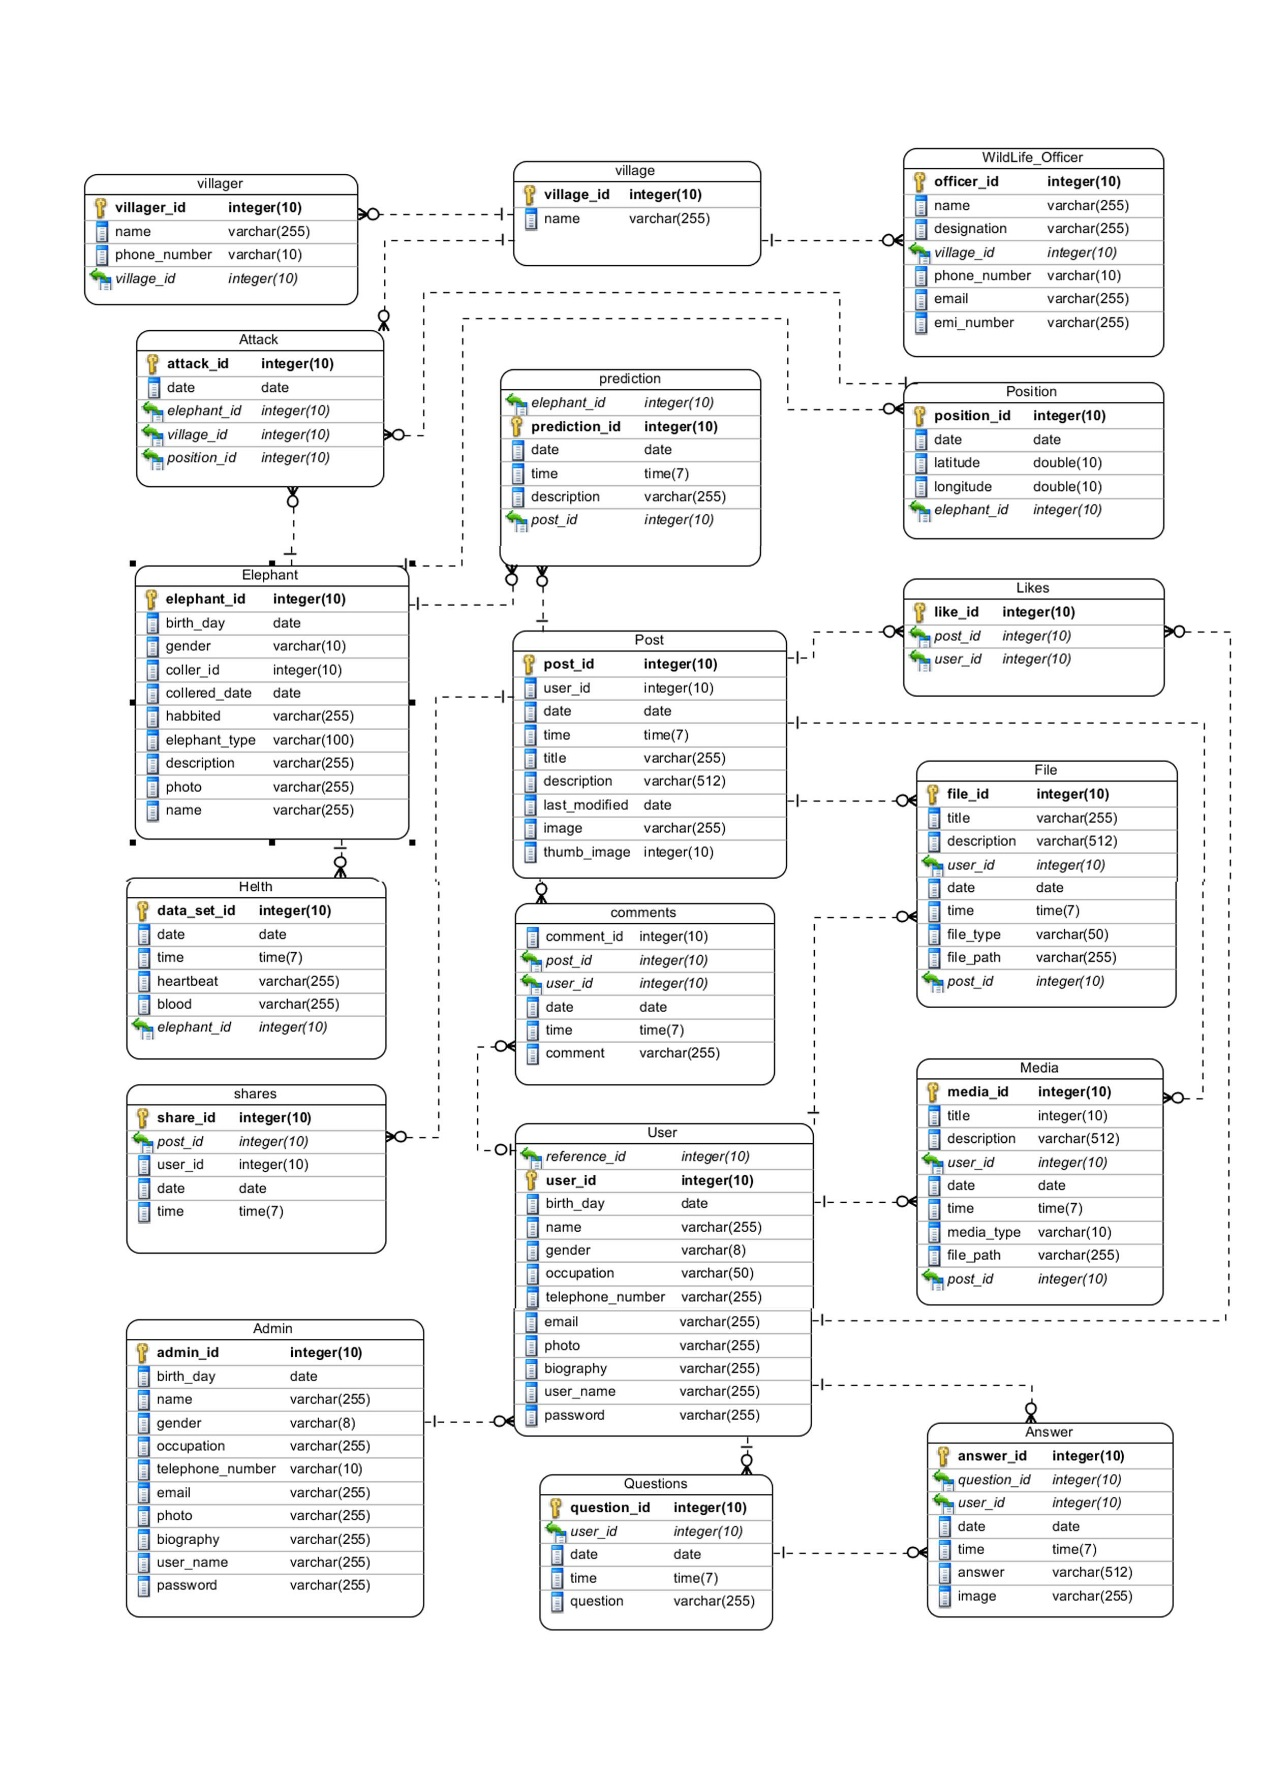 villager
villager_id integer(10)
name varchar(255)
phone_number varchar(10)
village_id integer(10)
village
village_id integer(10)
name varchar(255)
WildLife_Officer
officer_id integer(10)
name varchar(255)
designation varchar(255)
village_id integer(10)
phone_number varchar(10)
email varchar(255)
emi_number varchar(255)
Attack
attack_id integer(10)
date date
elephant_id integer(10)
village_id integer(10)
position_id integer(10)
prediction
elephant_id integer(10)
prediction_id integer(10)
date date
time time(7)
description varchar(255)
post_id integer(10)
Position
position_id integer(10)
date date
latitude double(10)
longitude double(10)
elephant_id integer(10)
Elephant
elephant_id integer(10)
birth_day date
gender varchar(10)
coller_id integer(10)
collered_date date
habbited varchar(255)
elephant_type varchar(100)
description varchar(255)
photo varchar(255)
name varchar(255)
Post
post_id integer(10)
user_id integer(10)
date date
time time(7)
title varchar(255)
description varchar(512)
last_modified date
image varchar(255)
thumb_image integer(10)
Likes
like_id integer(10)
post_id integer(10)
user_id integer(10)
File
file_id integer(10)
title varchar(255)
description varchar(512)
user_id integer(10)
date date
time time(7)
file_type varchar(50)
file_path varchar(255)
post_id integer(10)
Helth
data_set_id integer(10)
date date
time time(7)
heartbeat varchar(255)
blood varchar(255)
elephant_id integer(10)
comments
comment_id integer(10)
post_id integer(10)
user_id integer(10)
date date
time time(7)
comment varchar(255)
shares
share_id integer(10)
post_id integer(10)
user_id integer(10)
date date
time time(7)
User
reference_id integer(10)
user_id integer(10)
birth_day date
name varchar(255)
gender varchar(8)
occupation varchar(50)
telephone_number varchar(255)
email varchar(255)
photo varchar(255)
biography varchar(255)
user_name varchar(255)
password varchar(255)
Media
media_id integer(10)
title integer(10)
description varchar(512)
user_id integer(10)
date date
time time(7)
media_type varchar(10)
file_path varchar(255)
post_id integer(10)
Admin
admin_id integer(10)
birth_day date
name varchar(255)
gender varchar(8)
occupation varchar(255)
telephone_number varchar(10)
email varchar(255)
photo varchar(255)
biography varchar(255)
user_name varchar(255)
password varchar(255)
Questions
question_id integer(10)
user_id integer(10)
date date
time time(7)
question varchar(255)
Answer
answer_id integer(10)
question_id integer(10)
user_id integer(10)
date date
time time(7)
answer varchar(512)
image varchar(255)